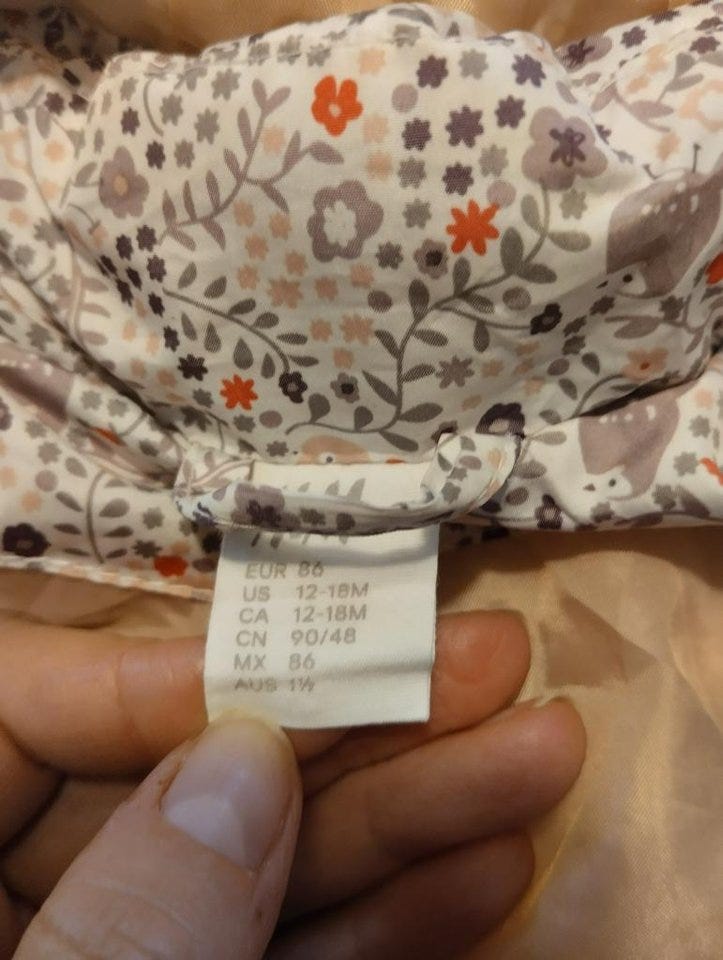 EUR 86
US 12-18M
CA 12-18M
CN 90/48
MX 86
AUS 1½